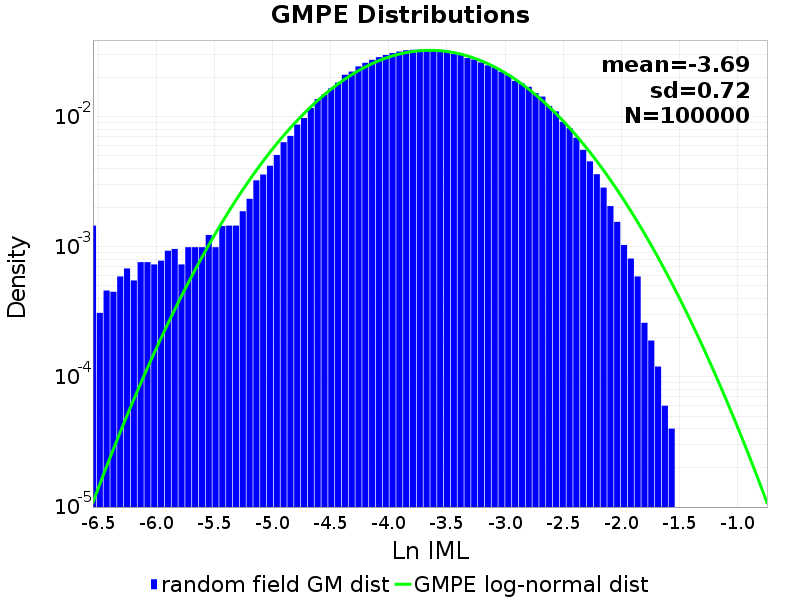 GMPE Distributions
mean=-3.69
sd=0.72
N=100000
Density
10-2
10-3
10-4
10-5
-6.5 -6.0 -5.5 -5.0 -4.5 -4.0 -3.5 -3.0 -2.5 -2.0 -1.5 -1.0
Ln IML
random field GM dist GMPE log-normal dist